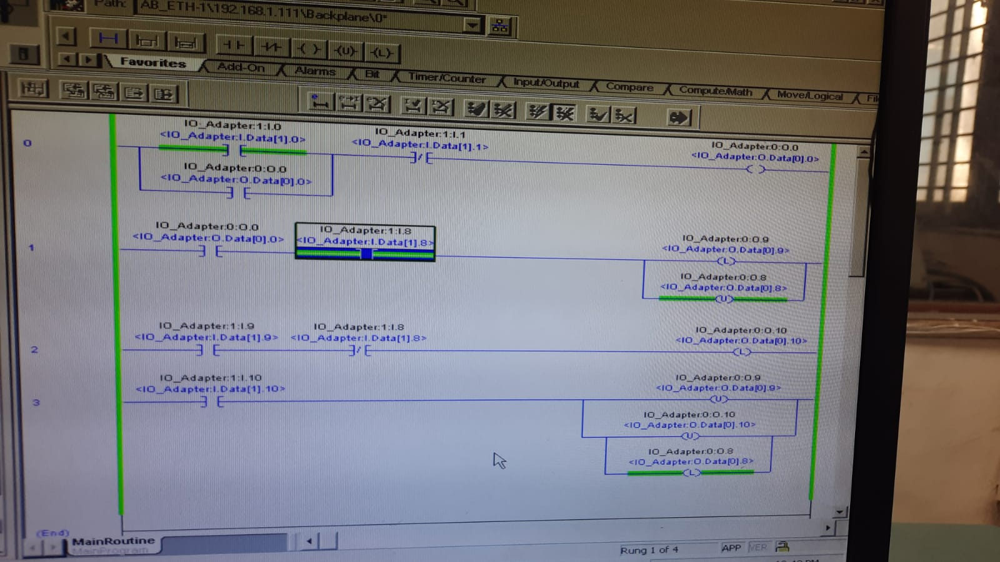 Path: AB_ETH-1\192.168.1.111\Backplane\0*
Favorites Add-On Alarms Bit Timer/Counter Input/Output Compare Compute/Math Move/Logical
0
IO_Adapter:1:I.0
<IO_Adapter:I.Data[1].0>
IO_Adapter:1:I.1
<IO_Adapter:I.Data[1].1>
IO_Adapter:0:O.0
<IO_Adapter:O.Data[0].0>
IO_Adapter:0:O.0
<IO_Adapter:O.Data[0].0>
1
IO_Adapter:0:O.0
<IO_Adapter:O.Data[0].0>
IO_Adapter:1:I.8
<IO_Adapter:I.Data[1].8>
IO_Adapter:0:O.9
<IO_Adapter:O.Data[0].9>
L
IO_Adapter:0:O.8
<IO_Adapter:O.Data[0].8>
U
2
IO_Adapter:1:I.9
<IO_Adapter:I.Data[1].9>
IO_Adapter:1:I.8
<IO_Adapter:I.Data[1].8>
IO_Adapter:0:O.10
<IO_Adapter:O.Data[0].10>
L
3
IO_Adapter:1:I.10
<IO_Adapter:I.Data[1].10>
IO_Adapter:0:O.9
<IO_Adapter:O.Data[0].9>
U
IO_Adapter:0:O.10
<IO_Adapter:O.Data[0].10>
U
IO_Adapter:0:O.8
<IO_Adapter:O.Data[0].8>
L
(End)
MainRoutine
MainProgram
Rung 1 of 4 APP VER